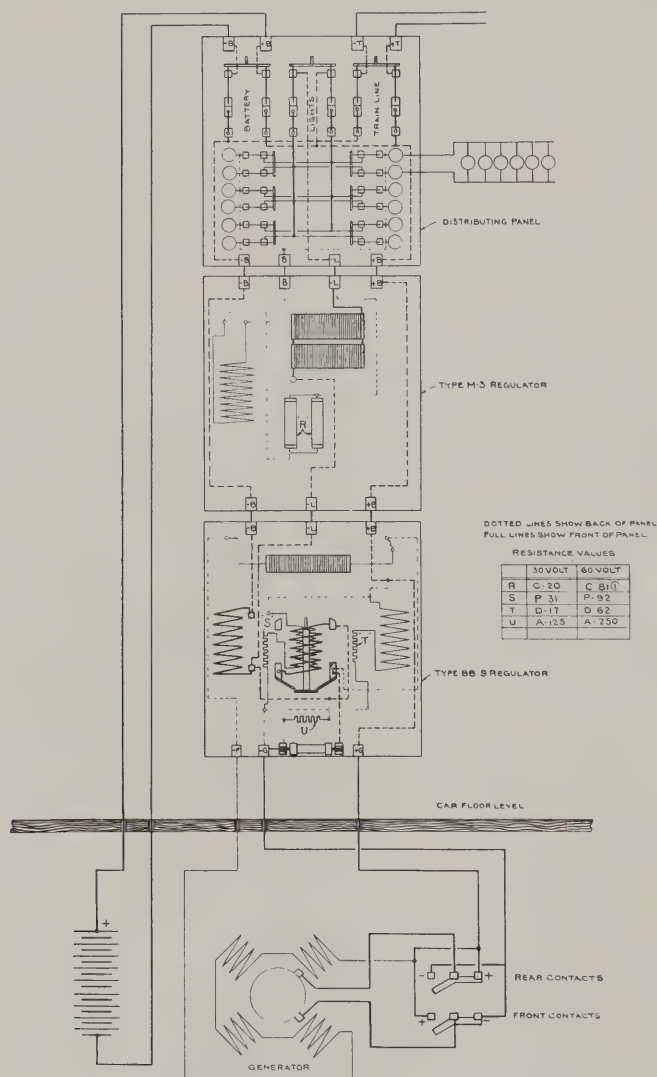 -B +B -T +T
BATTERY
LIGHTS
TRAIN LINE
DISTRIBUTING PANEL
-B B -L +B
-B B -L +B
TYPE M-3 REGULATOR
R
-B -L +B
-B -L +B
DOTTED LINES SHOW BACK OF PANEL
FULL LINES SHOW FRONT OF PANEL
RESISTANCE VALUES
30 VOLT 60 VOLT
R C-20 C 81①
S P 31 P-92
T D-17 D 62
U A-125 A-250
S
T
TYPE BB 9 REGULATOR
U
-F -G +G
CAR FLOOR LEVEL
+
- +
REAR CONTACTS
FRONT CONTACTS
+ -
GENERATOR